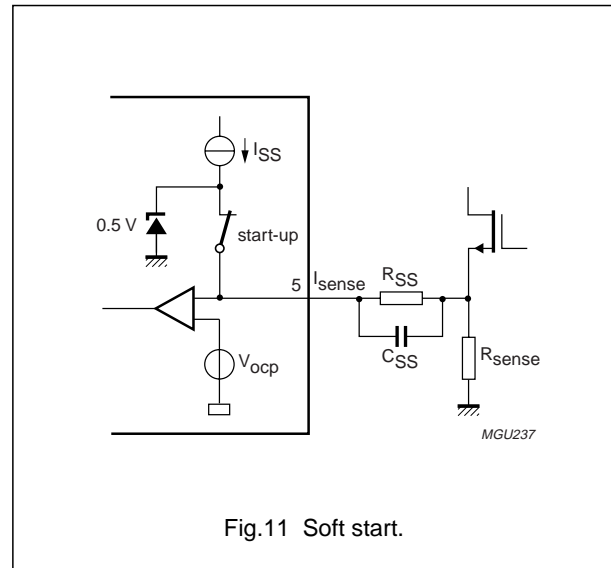 ISS
0.5 V
start-up
5
Isense
RSS
CSS
Vocp
Rsense
MGU237
Fig.11 Soft start.